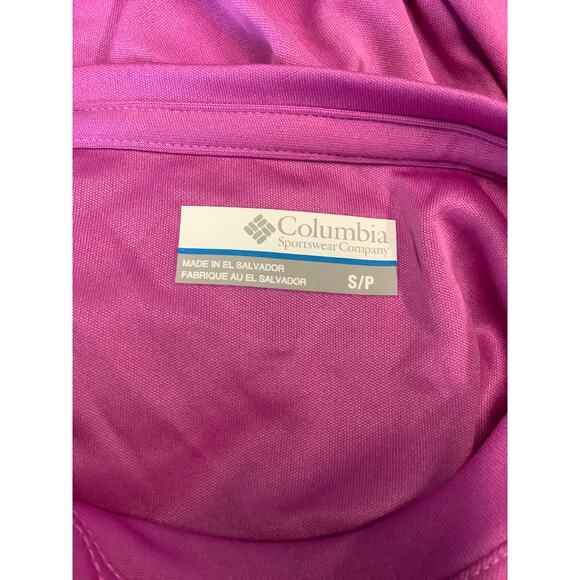 Columbia
Sportswear Company
MADE IN EL SALVADOR
FABRIQUE AU EL SALVADOR
S/P